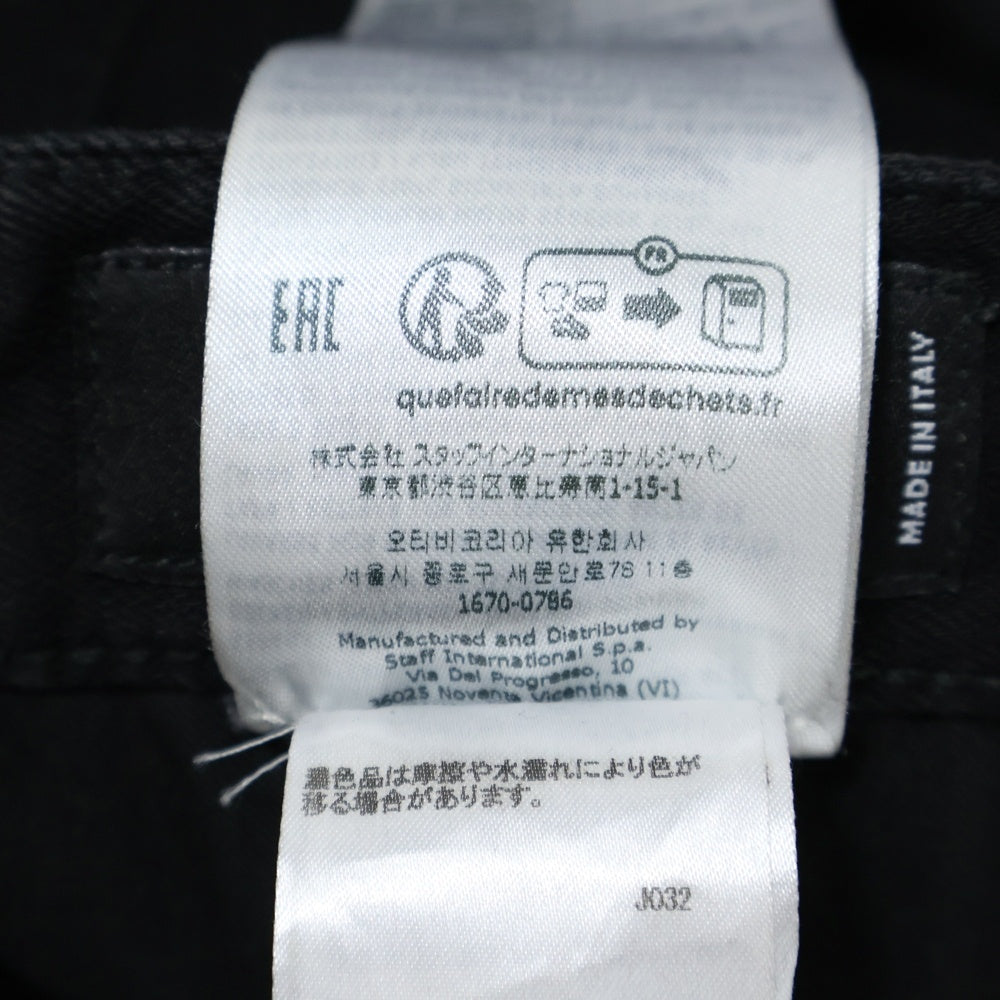 EAC
FR
quefairedemesdechets.fr
株式会社 スタッフインターナショナルジャパン
東京都渋谷区恵比寿南1-15-1
오티비코리아 유한회사
서울시 종로구 새문안로76 11층
1670-0786
Manufactured and Distributed by
Staff International S.p.a.
Via Del Progresso, 10
36025 Noventa Vicentina (VI)
着色品は摩擦や水濡れにより色が
移る場合があります。
J032
MADE IN ITALY